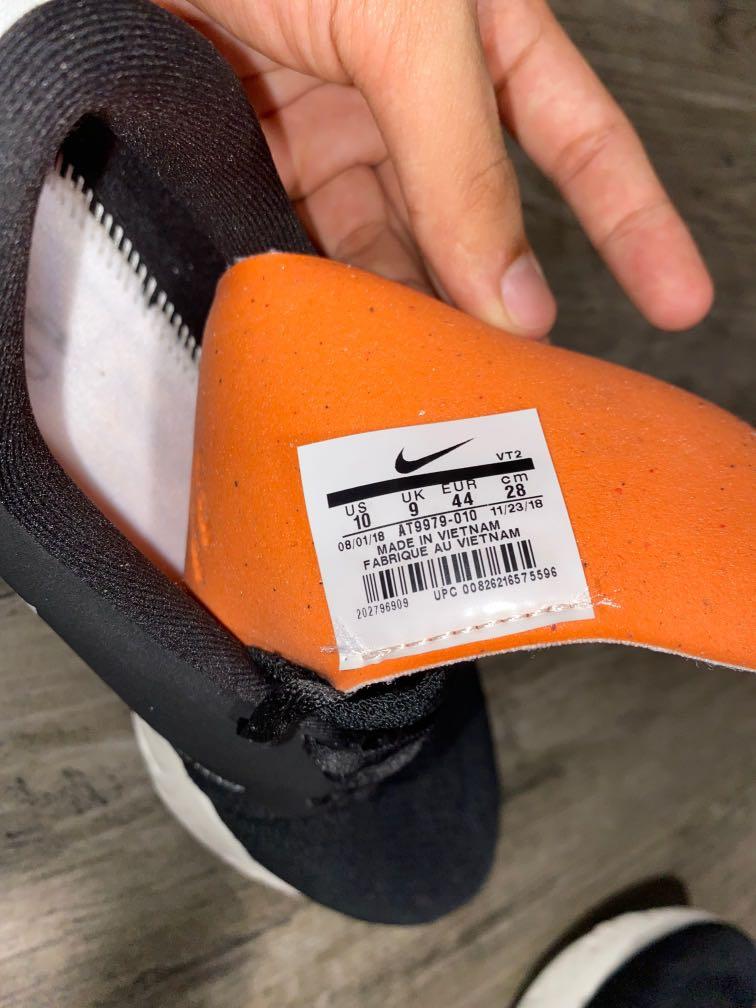 VT2
US UK EUR cm
10 9 44 28
08/01/18 AT9979-010 11/23/18
MADE IN VIETNAM
FABRIQUE AU VIETNAM
202796909 UPC 00826216575596